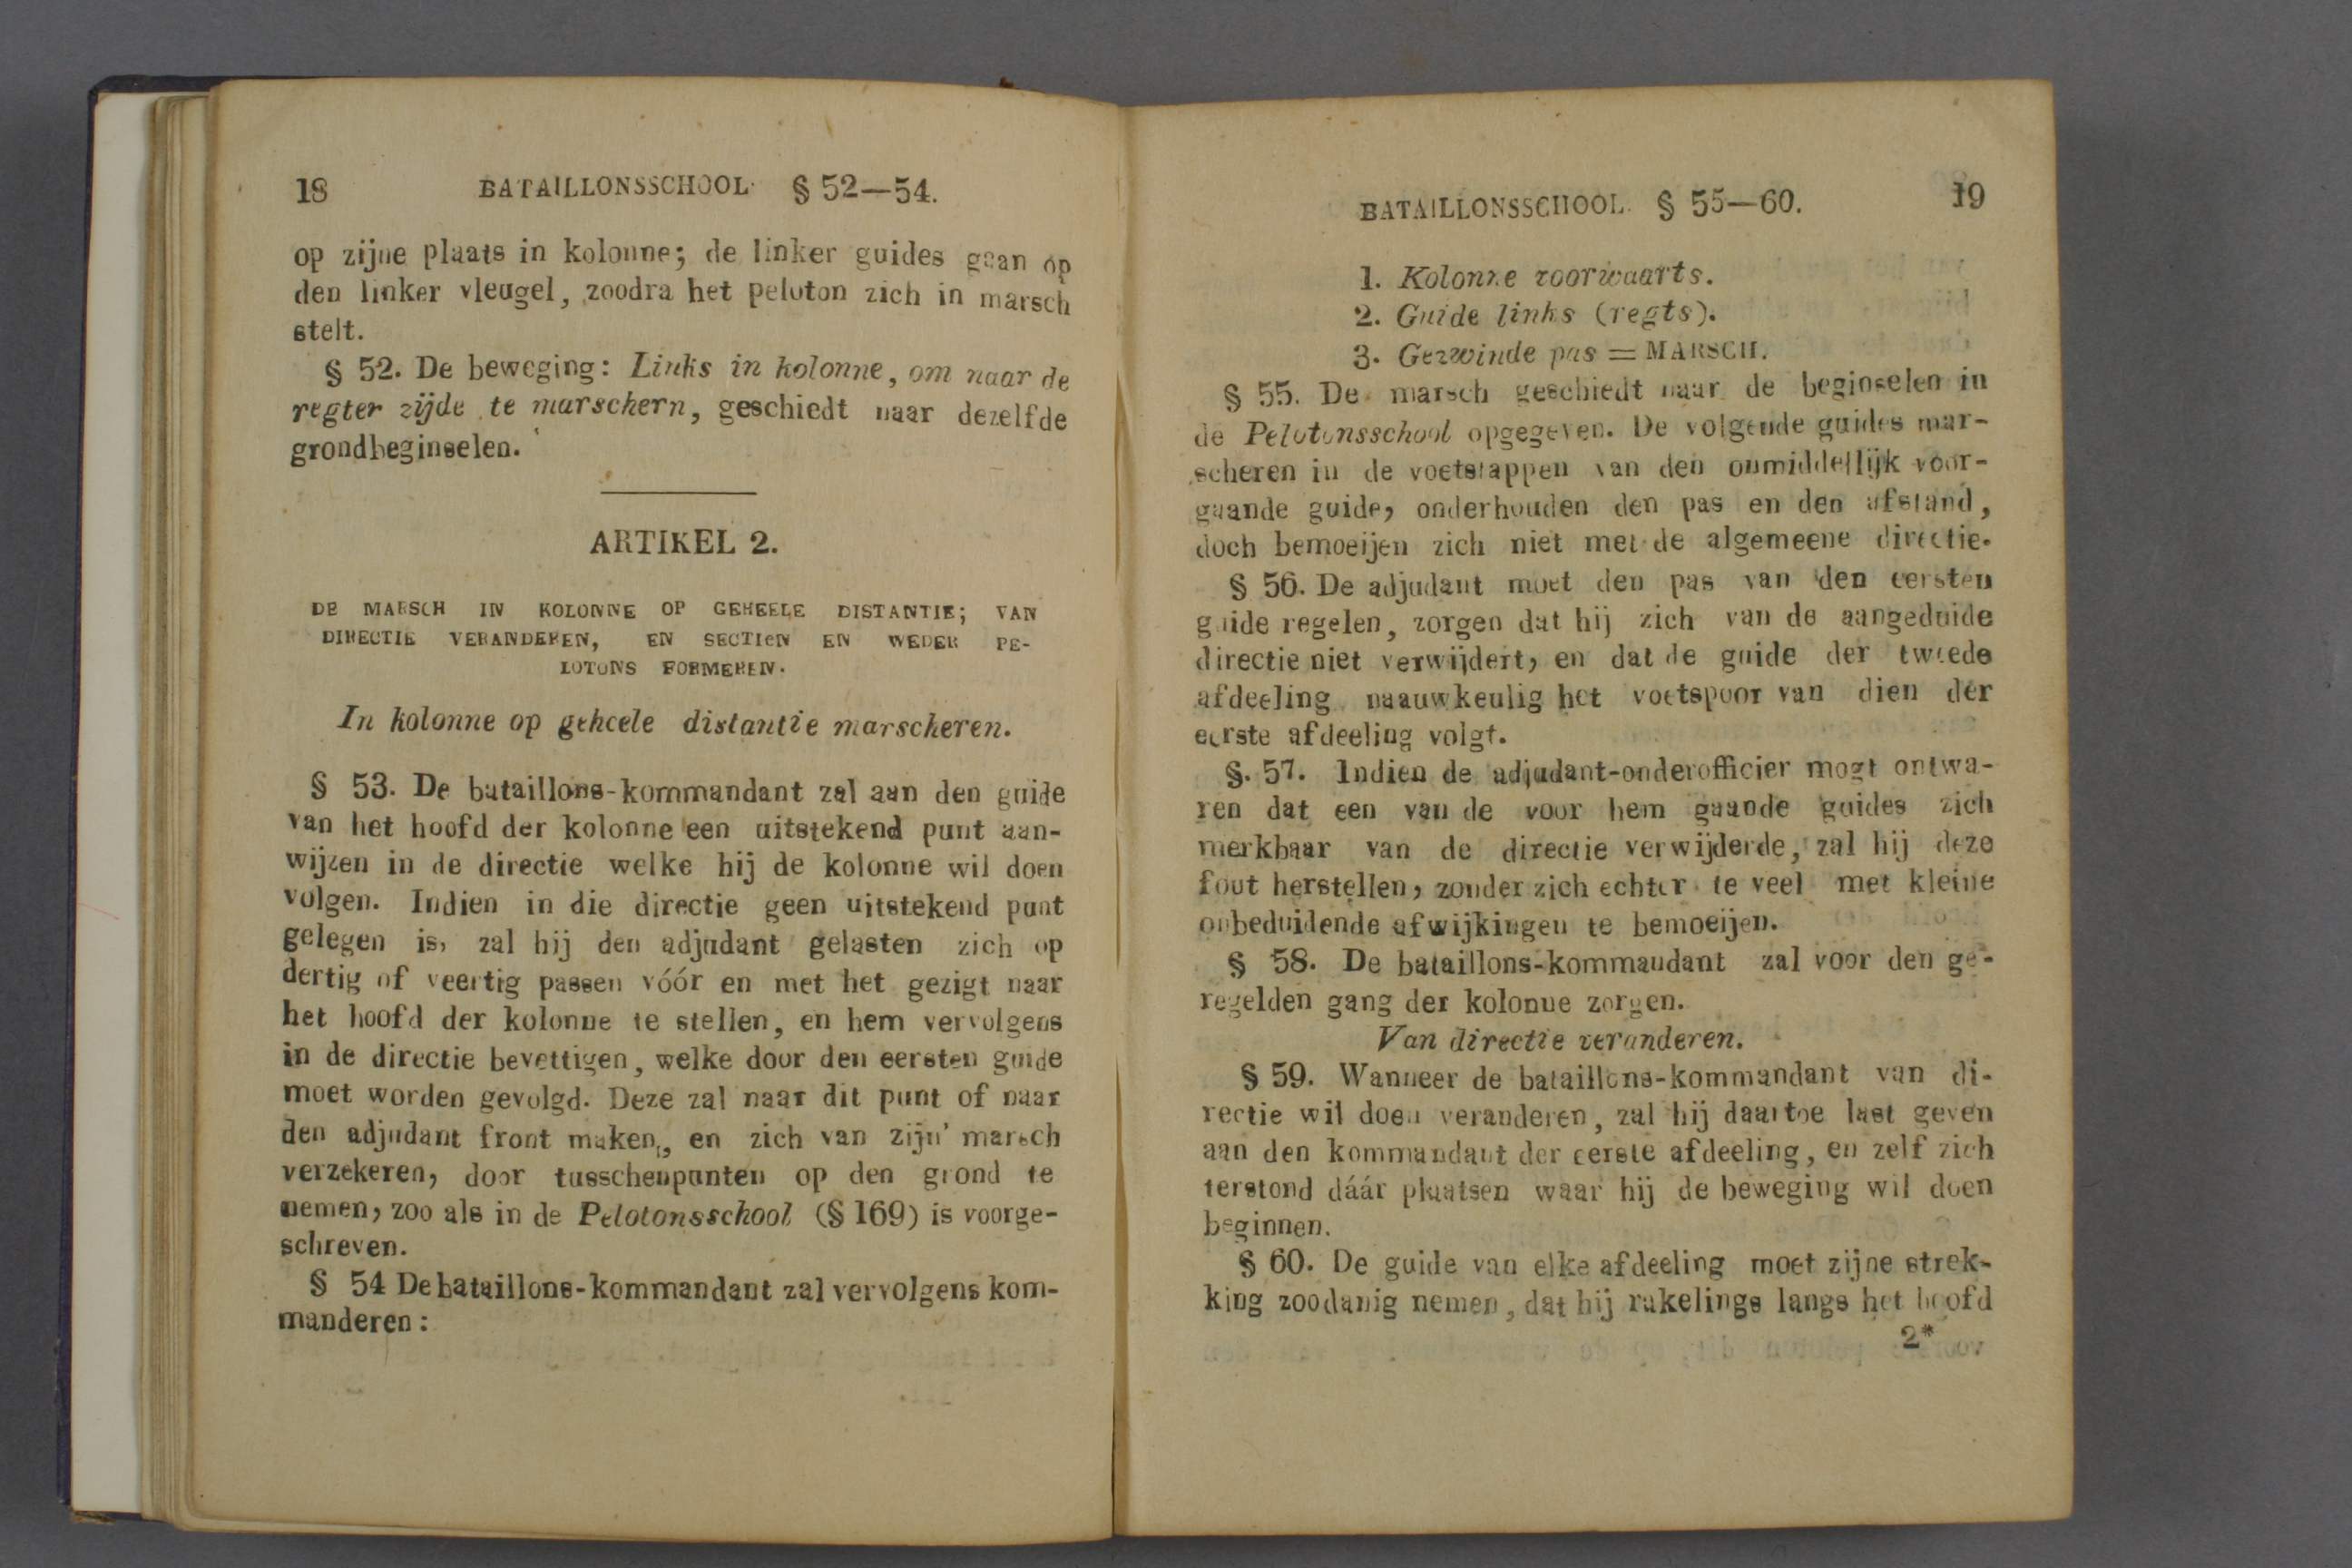 18 BATAILLONSSCHOOL § 52—54.
op zijne plaats in kolonne; de linker guides gaan op
den linker vleugel, zoodra het peloton zich in marsch
stelt.
§ 52. De beweging: Links in kolonne, om naar de
regter zijde te marschern, geschiedt naar dezelfde
grondbeginselen.
ARTIKEL 2.
DE MARSCH IN KOLONNE OP GEHEELE DISTANTIE; VAN
DIRECTIE VERANDEREN, EN SECTIEN EN WEDER PE-
LOTONS FORMEREN.
In kolonne op geheele distantie marscheren.
§ 53. De bataillons-kommandant zal aan den guide
van het hoofd der kolonne een uitstekend punt aan-
wijzen in de directie welke hij de kolonne wil doen
volgen. Indien in die directie geen uitstekend punt
gelegen is, zal hij den adjudant gelasten zich op
dertig of veertig passen vóór en met het gezigt naar
het hoofd der kolonne te stellen, en hem vervolgens
in de directie bevettigen, welke door den eersten guide
moet worden gevolgd. Deze zal naar dit punt of naar
den adjudant front maken, en zich van zijn' marsch
verzekeren, door tusschenpunten op den grond te
nemen, zoo als in de Pelotonsschool (§ 169) is voorge-
schreven.
§ 54 De bataillons-kommandant zal vervolgens kom-
manderen:
BATAILLONSSCHOOL. § 55—60. 19
1. Kolonne voorwaarts.
2. Guide links (regts).
3. Gezwinde pas = MARSCH.
§ 55. De marsch geschiedt naar de beginselen in
de Pelotonsschool opgegeven. De volgende guides mar-
scheren in de voetstappen van den onmiddellijk voor-
gaande guide, onderhouden den pas en den afstand,
doch bemoeijen zich niet met de algemeene directie.
§ 56. De adjudant moet den pas van den eersten
guide regelen, zorgen dat hij zich van de aangeduide
directie niet verwijdert, en dat de guide der tweede
afdeeling naauwkeulig het voetspoor van dien der
eerste afdeeling volgt.
§. 57. Indien de adjudant-onderofficier mogt ontwa-
ren dat een van de voor hem gaande guides zich
merkbaar van de directie verwijderde, zal hij deze
fout herstellen, zonder zich echter te veel met kleine
onbeduidende afwijkingen te bemoeijen.
§ 58. De bataillons-kommandant zal voor den ge-
regelden gang der kolonne zorgen.
Van directie veranderen.
§ 59. Wanneer de bataillons-kommandant van di-
rectie wil doen veranderen, zal hij daartoe last geven
aan den kommandant der eerste afdeeling, en zelf zich
terstond dáár plaatsen waar hij de beweging wil doen
beginnen.
§ 60. De guide van elke afdeeling moet zijne strek-
king zoodanig nemen, dat hij rakelings langs het hoofd
2*